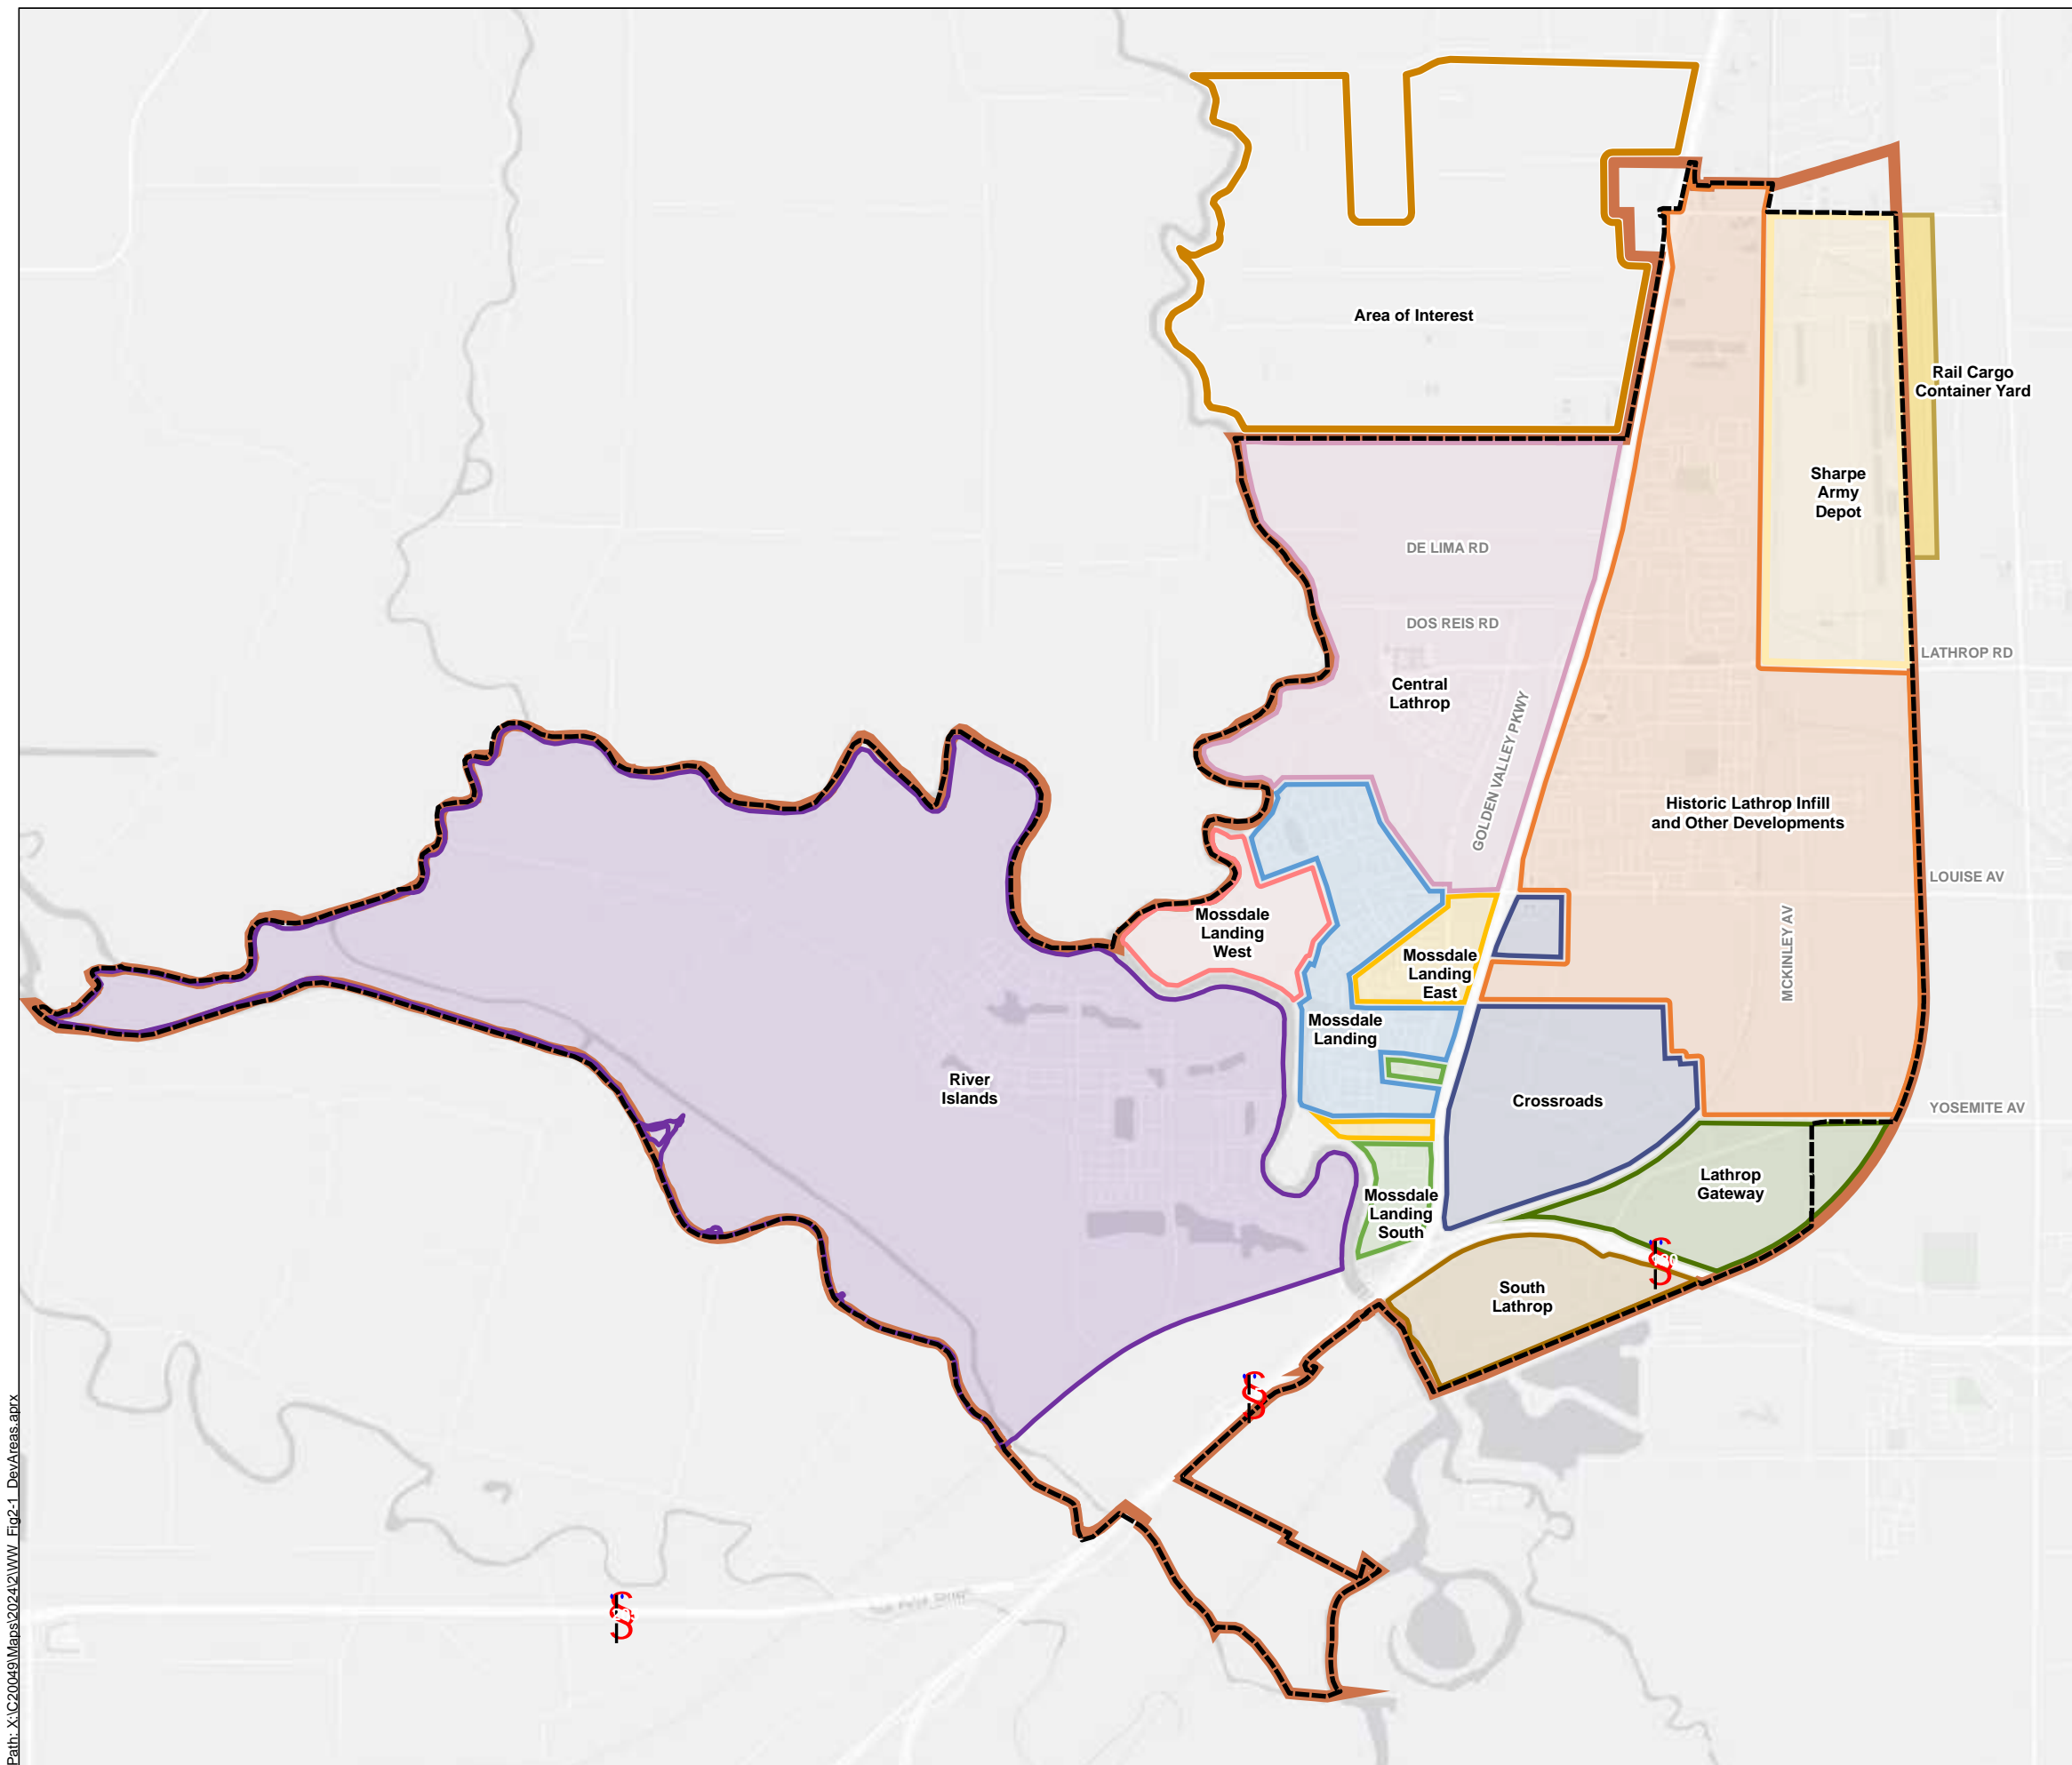 Area of Interest
Rail Cargo
Container Yard
Sharpe
Army
Depot
DE LIMA RD
DOS REIS RD
LATHROP RD
Central
Lathrop
GOLDEN VALLEY PKWY
Historic Lathrop Infill
and Other Developments
LOUISE AV
Mossdale
Landing
West
MCKINLEY AV
Mossdale
Landing
East
Mossdale
Landing
River
Islands
Crossroads
YOSEMITE AV
Lathrop
Gateway
Mossdale
Landing
South
South
Lathrop
Path: X:\C20049\Maps\2024\2\WW_Fig2-1_DevAreas.aprx